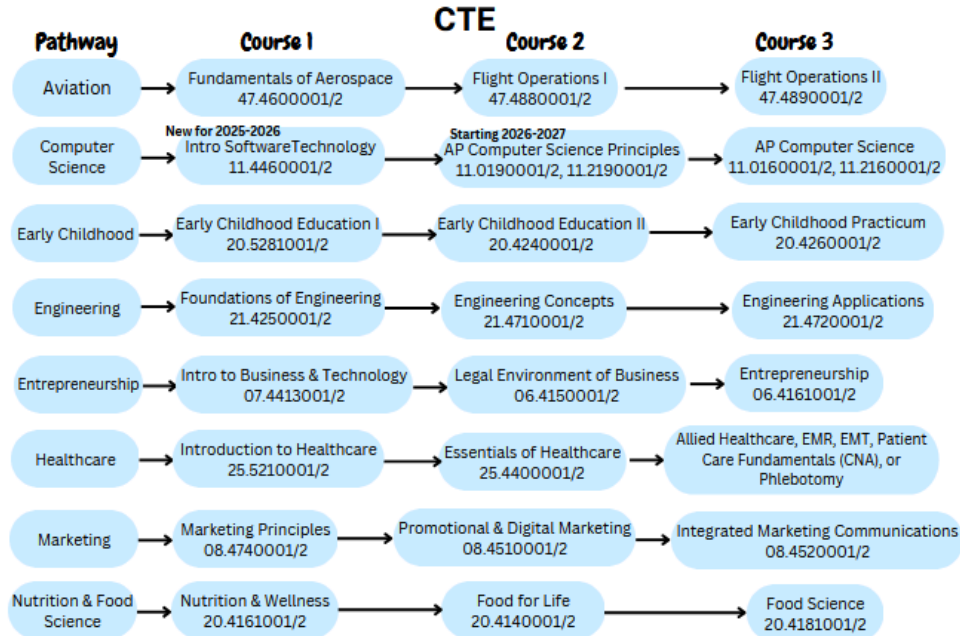 CTE
Pathway
Course 1
Course 2
Course 3
Aviation
Fundamentals of Aerospace
47.4600001/2
Flight Operations I
47.4880001/2
Flight Operations II
47.4890001/2
Computer
Science
New for 2025-2026
Intro SoftwareTechnology
11.4460001/2
Starting 2026-2027
AP Computer Science Principles
11.0190001/2, 11.2190001/2
AP Computer Science
11.0160001/2, 11.2160001/2
Early Childhood
Early Childhood Education I
20.5281001/2
Early Childhood Education II
20.4240001/2
Early Childhood Practicum
20.4260001/2
Engineering
Foundations of Engineering
21.4250001/2
Engineering Concepts
21.4710001/2
Engineering Applications
21.4720001/2
Entrepreneurship
Intro to Business & Technology
07.4413001/2
Legal Environment of Business
06.4150001/2
Entrepreneurship
06.4161001/2
Healthcare
Introduction to Healthcare
25.5210001/2
Essentials of Healthcare
25.4400001/2
Allied Healthcare, EMR, EMT, Patient
Care Fundamentals (CNA), or
Phlebotomy
Marketing
Marketing Principles
08.4740001/2
Promotional & Digital Marketing
08.4510001/2
Integrated Marketing Communications
08.4520001/2
Nutrition & Food
Science
Nutrition & Wellness
20.4161001/2
Food for Life
20.4140001/2
Food Science
20.4181001/2